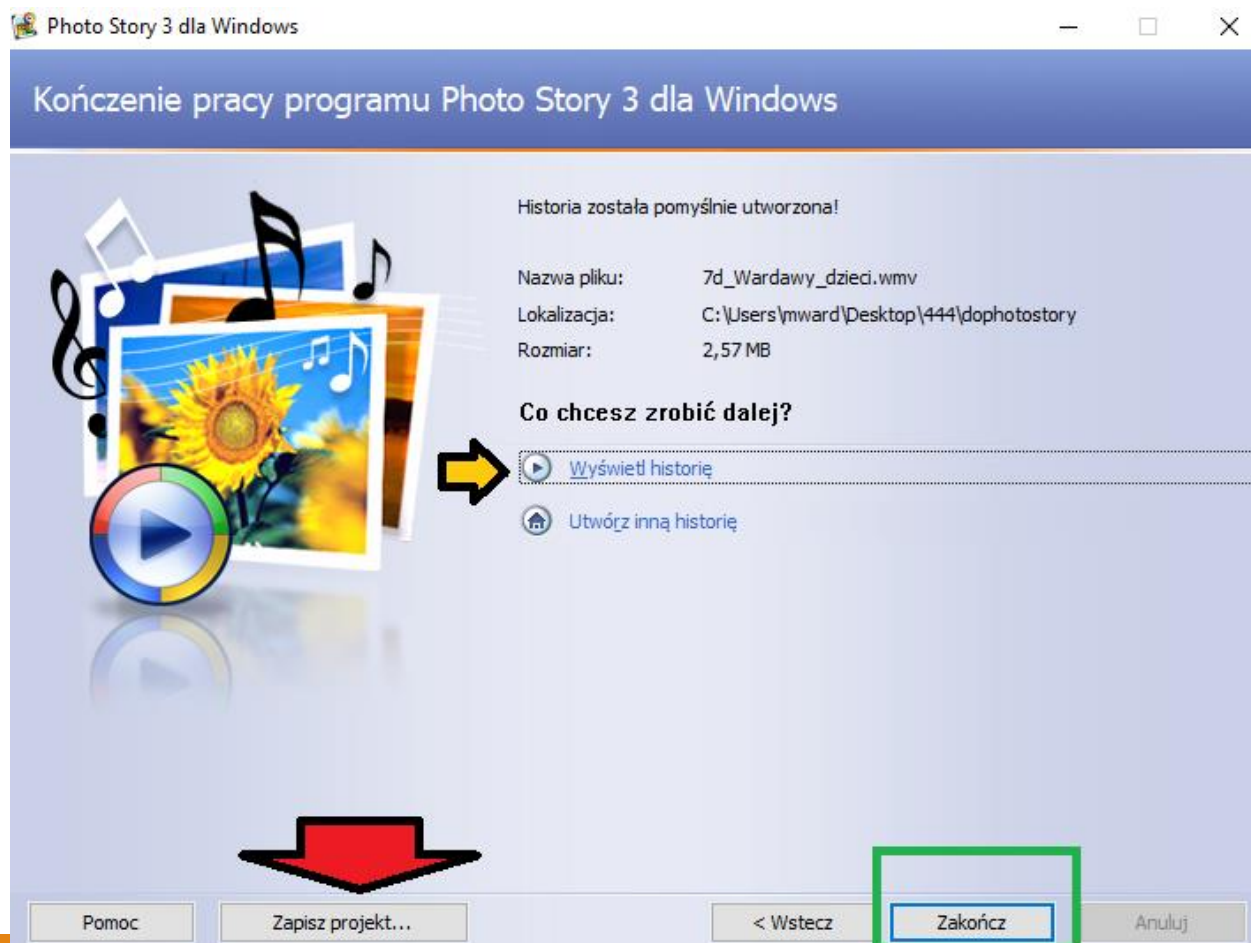 Photo Story 3 dla Windows
Kończenie pracy programu Photo Story 3 dla Windows
Historia została pomyślnie utworzona!
Nazwa pliku: 7d_Wardawy_dzieci.wmv
Lokalizacja: C:\Users\mward\Desktop\444\dophotostory
Rozmiar: 2,57 MB
Co chcesz zrobić dalej?
Wyświetl historię
Utwórz inną historię
Pomoc Zapisz projekt... < Wstecz Zakończ Anuluj